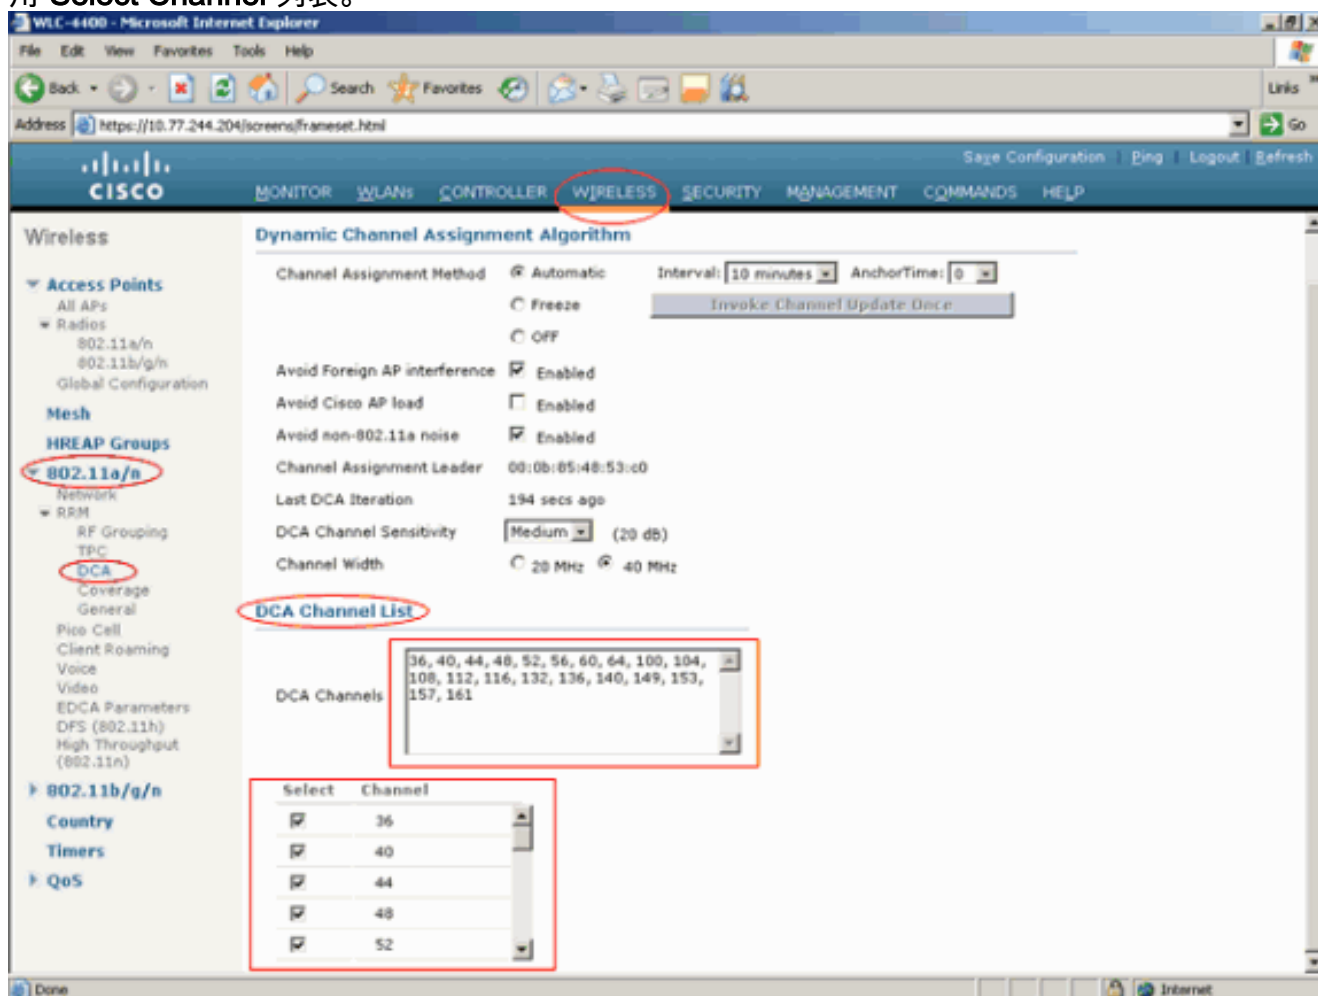 用 Select Channel 列表。
WLC-4400 - Microsoft Internet Explorer
File Edit View Favorites Tools Help
Back Search Favorites Links
Address https://10.77.244.204/screens/frameset.html Go
Save Configuration Ping Logout Refresh
CISCO MONITOR WLANs CONTROLLER WIRELESS SECURITY MANAGEMENT COMMANDS HELP
Wireless
Access Points
All APs
Radios
802.11a/n
802.11b/g/n
Global Configuration
Mesh
HREAP Groups
802.11a/n
Network
RRM
RF Grouping
TPC
DCA
Coverage
General
Pico Cell
Client Roaming
Voice
Video
EDCA Parameters
DFS (802.11h)
High Throughput
(802.11n)
802.11b/g/n
Country
Timers
QoS
Dynamic Channel Assignment Algorithm
Channel Assignment Method Automatic Interval: 10 minutes AnchorTime: 0
Freeze Invoke Channel Update Once
OFF
Avoid Foreign AP interference Enabled
Avoid Cisco AP load Enabled
Avoid non-802.11a noise Enabled
Channel Assignment Leader 00:0b:85:48:53:c0
Last DCA Iteration 194 secs ago
DCA Channel Sensitivity Medium (20 dB)
Channel Width 20 MHz 40 MHz
DCA Channel List
DCA Channels
36, 40, 44, 48, 52, 56, 60, 64, 100, 104,
108, 112, 116, 132, 136, 140, 149, 153,
157, 161
Select Channel
36
40
44
48
52
Done Internet